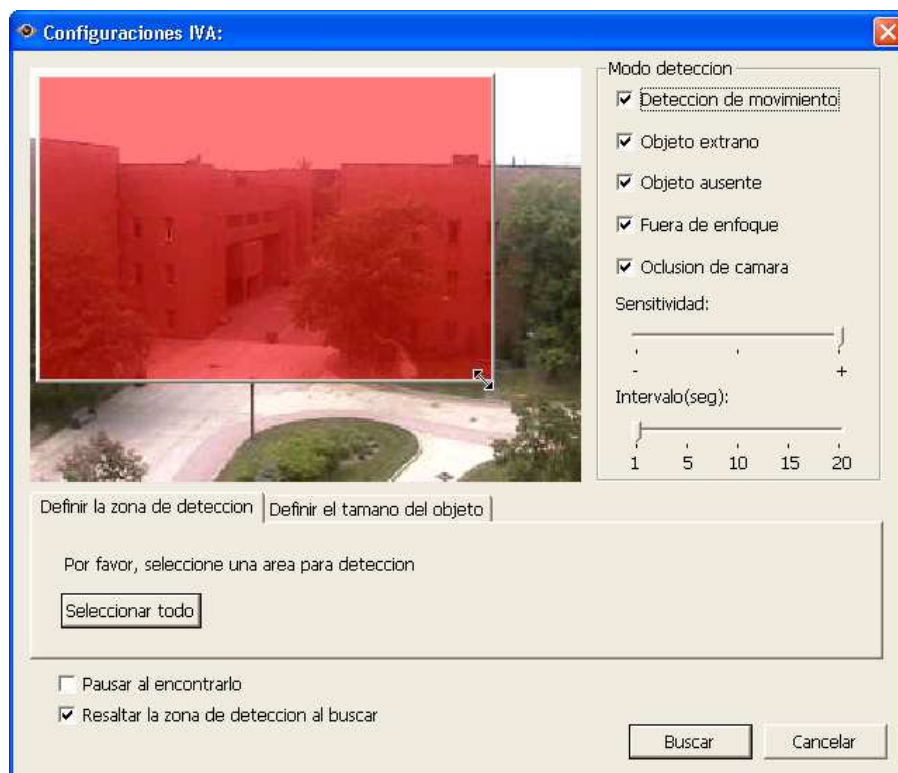 Configuraciones IVA:
Modo deteccion
Deteccion de movimiento
Objeto extrano
Objeto ausente
Fuera de enfoque
Oclusion de camara
Sensitividad:
- +
Intervalo(seg):
1 5 10 15 20
Definir la zona de deteccion
Definir el tamano del objeto
Por favor, seleccione una area para deteccion
Seleccionar todo
Pausar al encontrarlo
Resaltar la zona de deteccion al buscar
Buscar
Cancelar